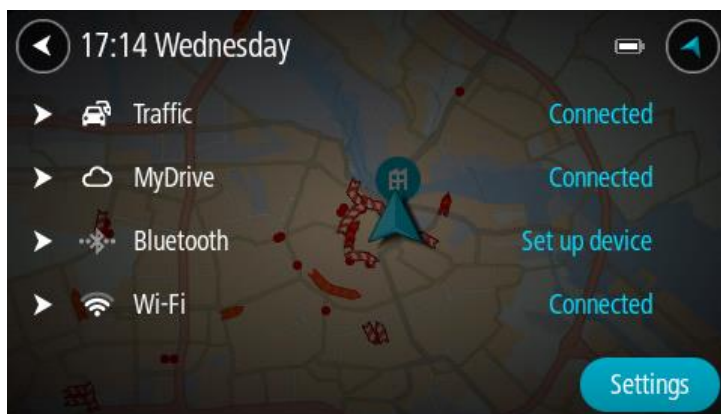 17:14 Wednesday
Traffic Connected
MyDrive Connected
Bluetooth Set up device
Wi-Fi Connected
Settings